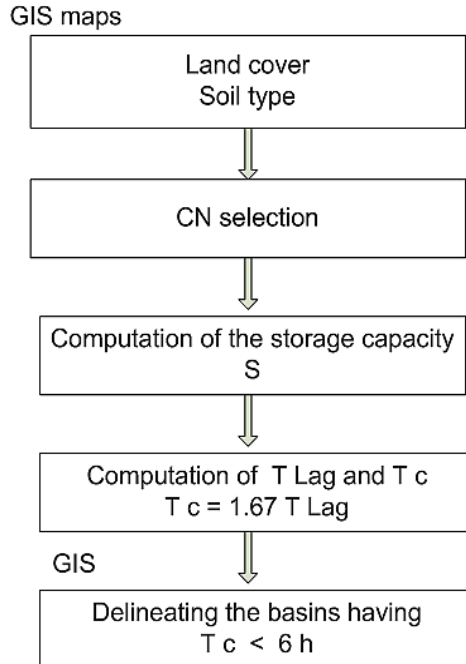 GIS maps
Land cover
Soil type
CN selection
Computation of the storage capacity
S
Computation of T Lag and T c
T c = 1.67 T Lag
GIS
Delineating the basins having
T c < 6 h